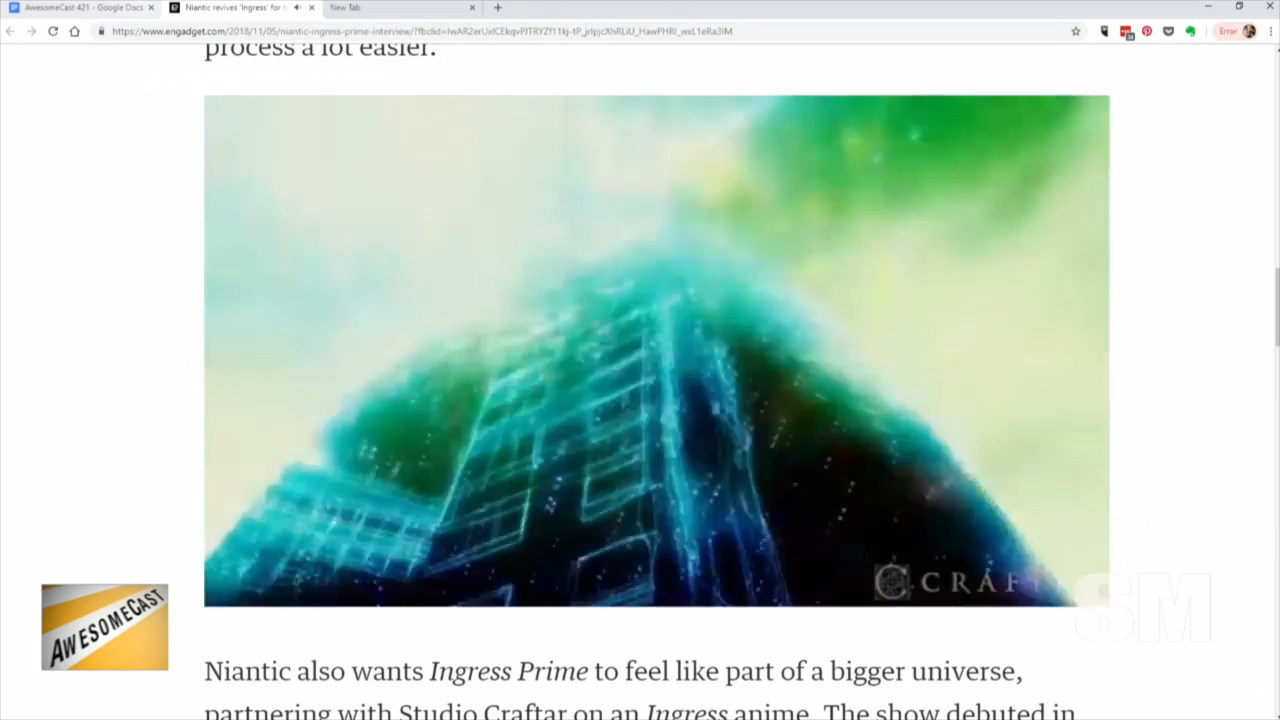 AwesomeCast 421 - Google Docs
Niantic revives 'Ingress' for t
New Tab
https://www.engadget.com/2018/11/05/niantic-ingress-prime-interview/?
Error
process a lot easier.
CRAF
SM
AWESOMECAST
Niantic also wants Ingress Prime to feel like part of a bigger universe,
partnering with Studio Craftar on an Ingress anime. The show debuted in